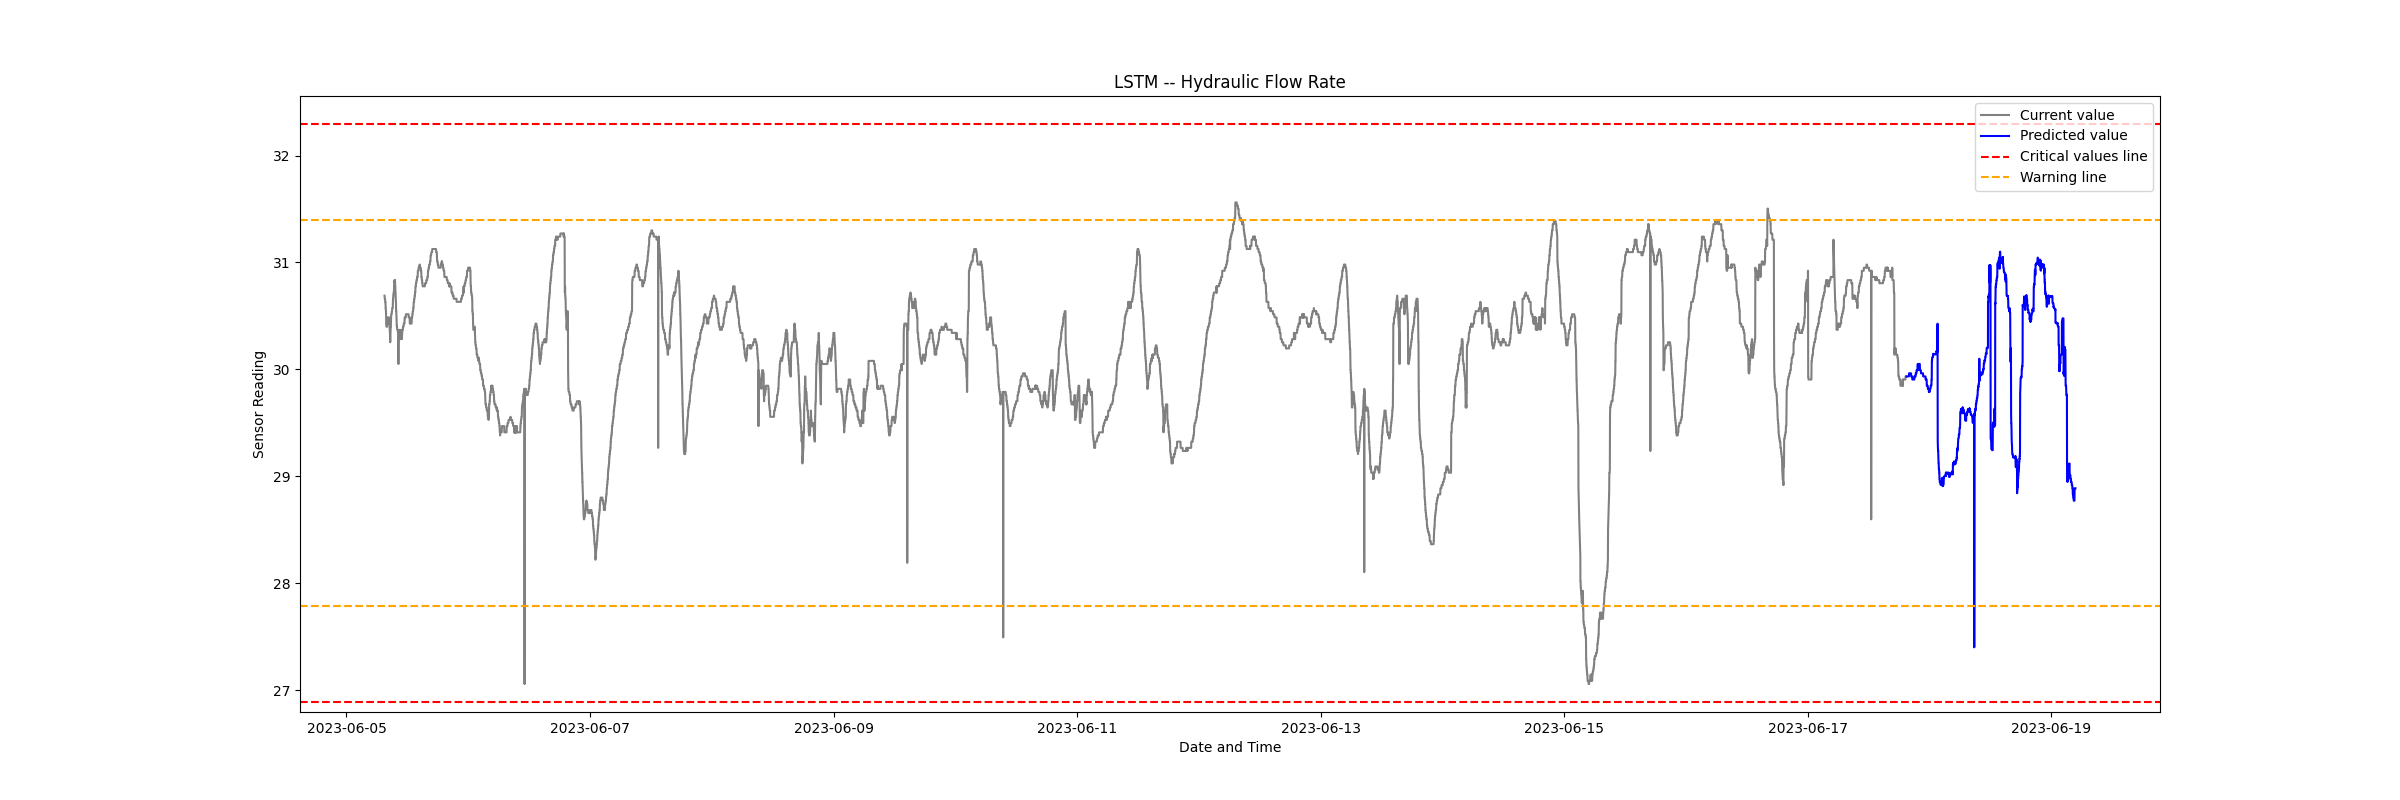 LSTM -- Hydraulic Flow Rate
Current value
Predicted value
Critical values line
Warning line
32
31
30
29
28
27
Sensor Reading
2023-06-05 2023-06-07 2023-06-09 2023-06-11 2023-06-13 2023-06-15 2023-06-17 2023-06-19
Date and Time